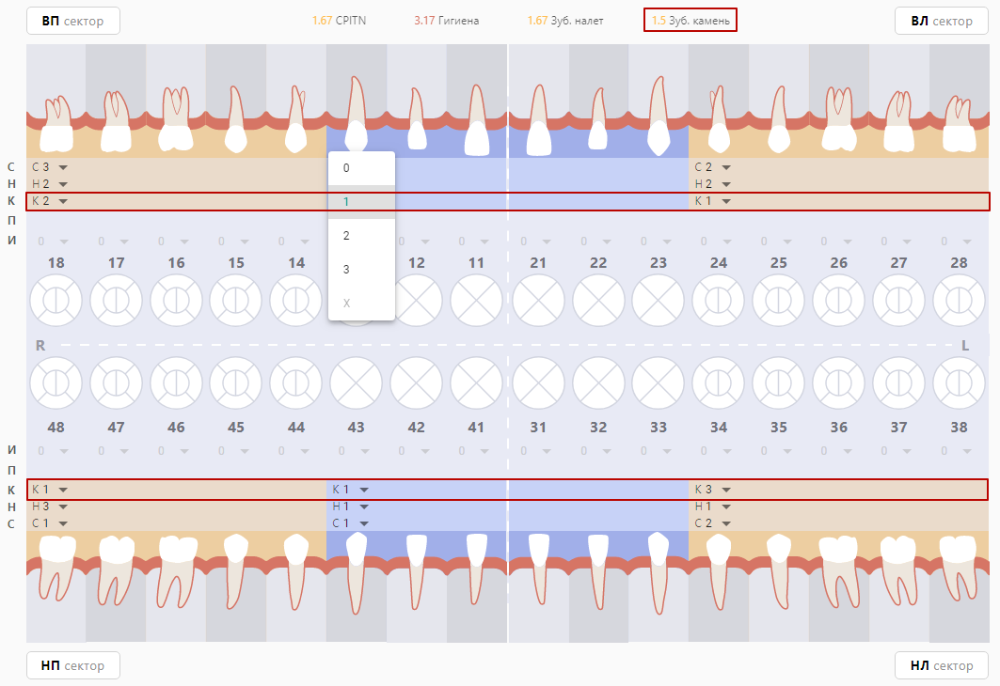 ВП сектор 1.67 CPITN 3.17 Гигиена 1.67 Зуб. налет 1.5 Зуб. камень ВЛ сектор
С С 3 С 2
Н Н 2 Н 2
К К 2 К 1
0
1
2
3
X
П
И 0 0 0 0 0 0 0 0 0 0 0 0 0 0 0
18 17 16 15 14 12 11 21 22 23 24 25 26 27 28
R L
48 47 46 45 44 43 42 41 31 32 33 34 35 36 37 38
И 0 0 0 0 0 0 0 0 0 0 0 0 0 0 0 0
П
К К 1 К 1 К 3
Н Н 3 Н 1 Н 1
С С 1 С 1 С 2
НП сектор НЛ сектор